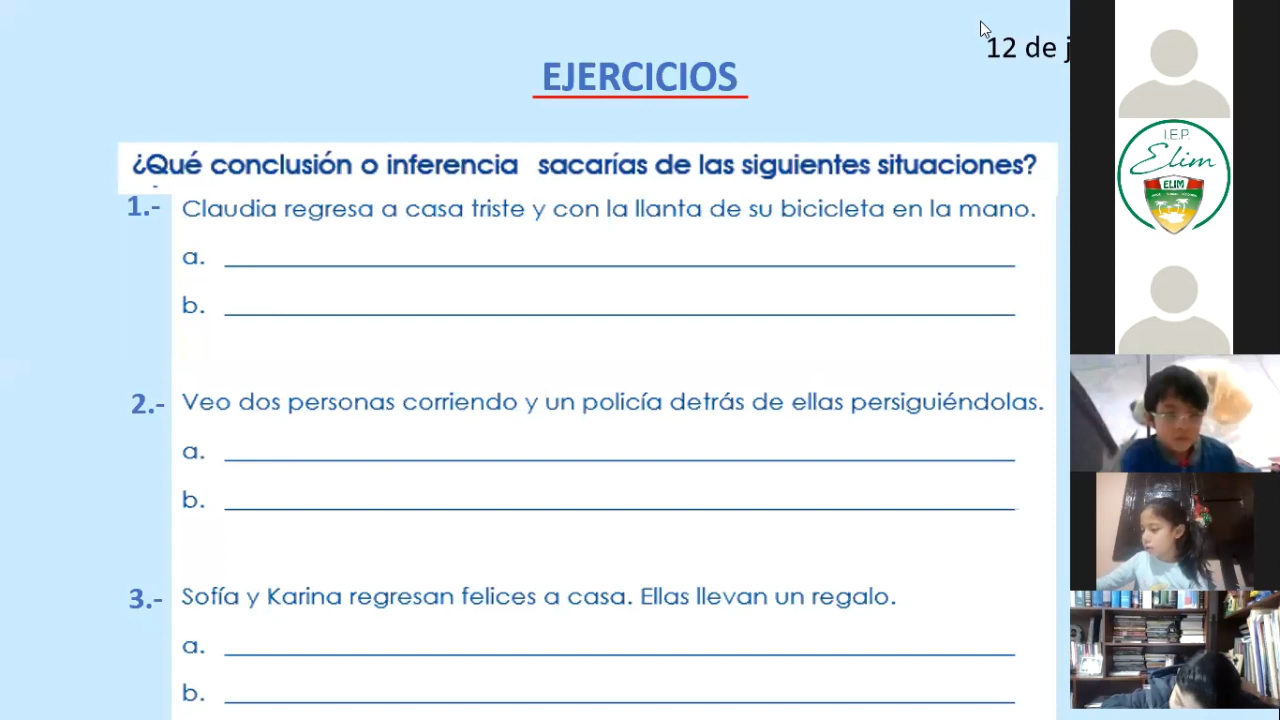 12 de j
EJERCICIOS
¿Qué conclusión o inferencia sacarías de las siguientes situaciones?
1.- Claudia regresa a casa triste y con la llanta de su bicicleta en la mano.
a.
b.
2.- Veo dos personas corriendo y un policía detrás de ellas persiguiéndolas.
a.
b.
3.- Sofía y Karina regresan felices a casa. Ellas llevan un regalo.
a.
b.
I.E.P.
Elim
ELIM